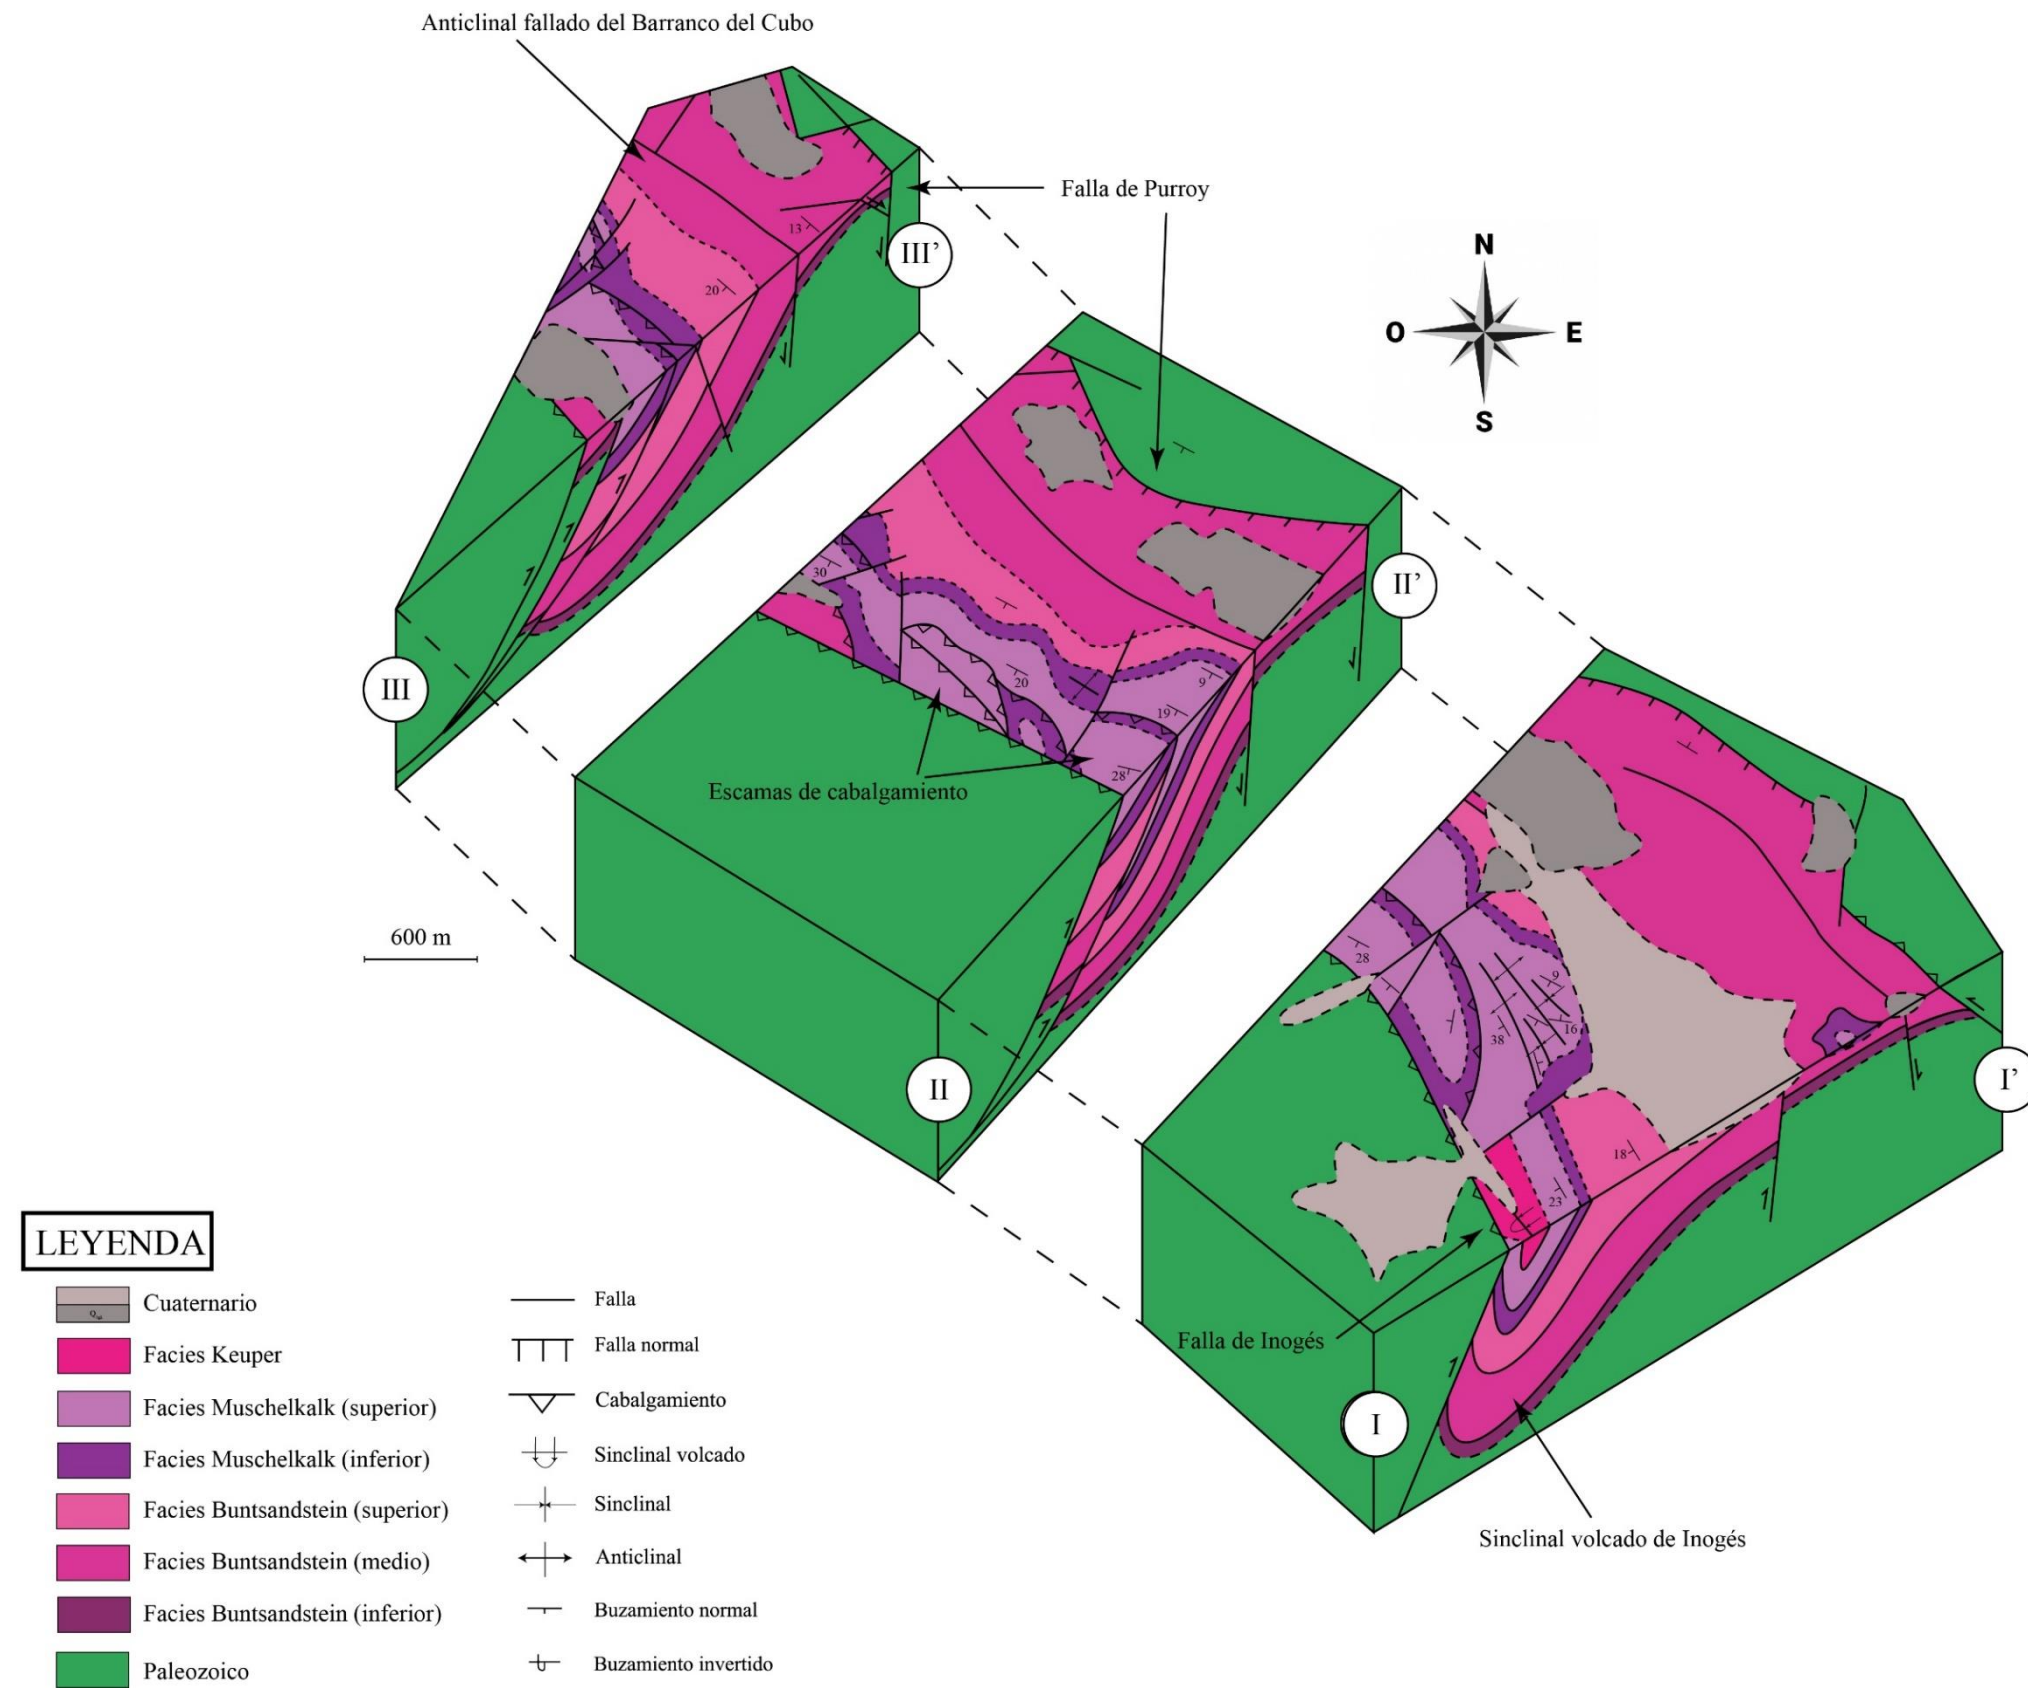 Anticlinal fallado del Barranco del Cubo
Falla de Purroy
N
O
E
S
III'
13
20
III
II'
30
20
9
19
28
Escamas de cabalgamiento
600 m
II
28
9
38
16
I'
18
23
Falla de Inogés
I
Sinclinal volcado de Inogés
LEYENDA
Cuaternario
Facies Keuper
Facies Muschelkalk (superior)
Facies Muschelkalk (inferior)
Facies Buntsandstein (superior)
Facies Buntsandstein (medio)
Facies Buntsandstein (inferior)
Paleozoico
Falla
Falla normal
Cabalgamiento
Sinclinal volcado
Sinclinal
Anticlinal
Buzamiento normal
Buzamiento invertido